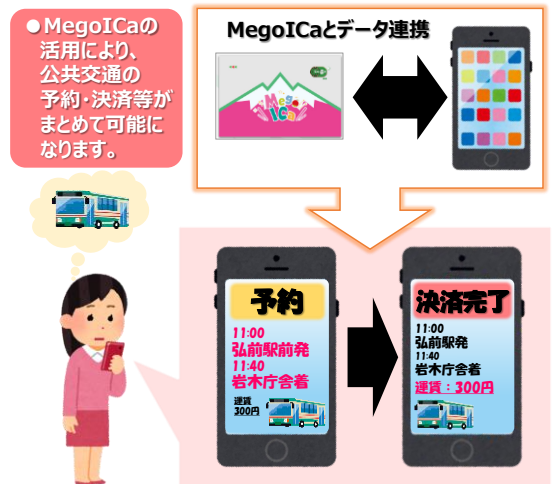 ●MegoICaの
活用により、
公共交通の
予約・決済等が
まとめて可能に
なります。
MegoICaとデータ連携
Mego
ICa
予約
11:00
弘前駅前発
11:40
岩木庁舎着
運賃
300円
決済完了
11:00
弘前駅発
11:40
岩木庁舎着
運賃：300円